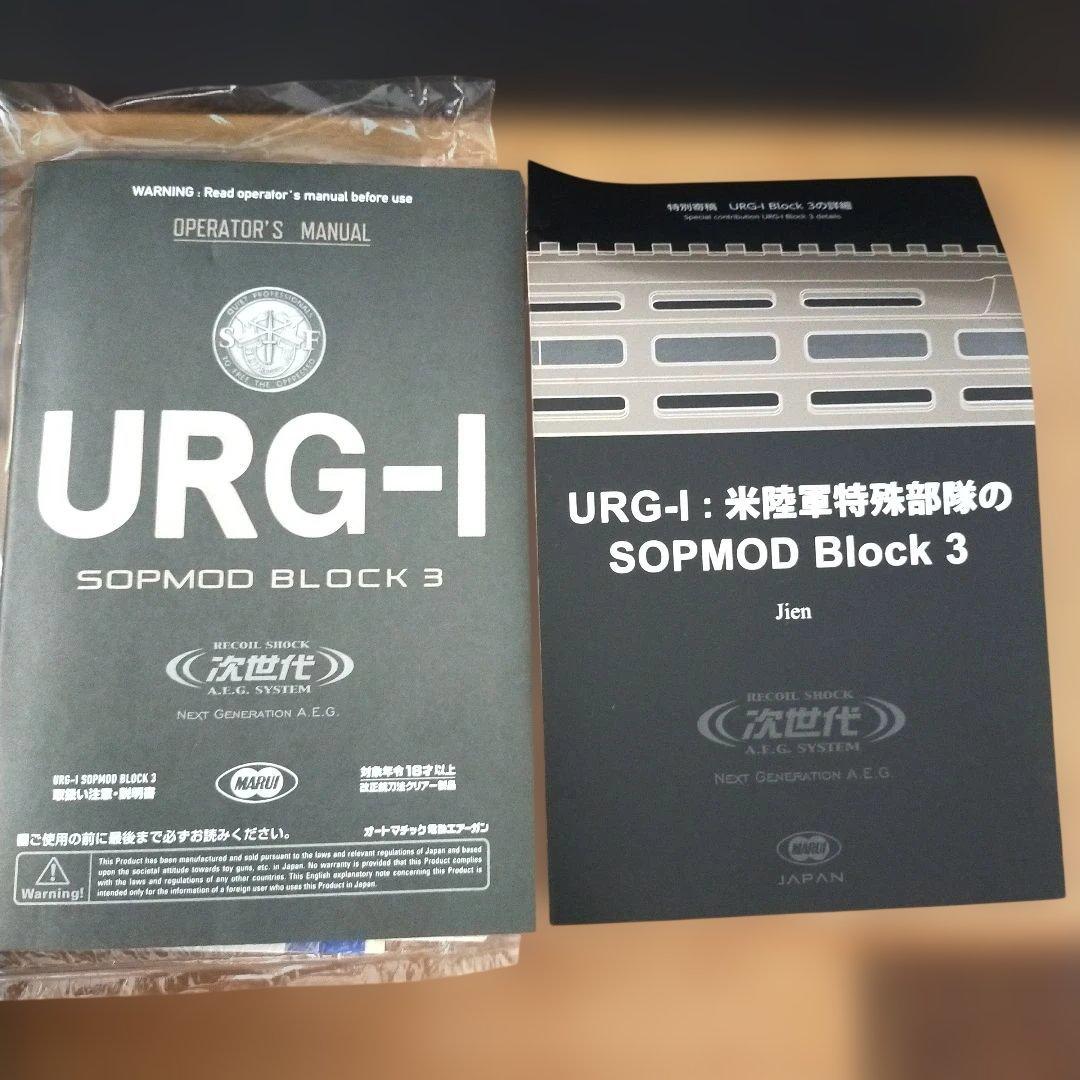 WARNING : Read operator's manual before use
OPERATOR'S MANUAL
QUIET PROFESSIONALS
S F
TO FREE THE OPPRESSED
URG-I
SOPMOD BLOCK 3
RECOIL SHOCK
次世代
A.E.G. SYSTEM
NEXT GENERATION A.E.G.
URG-I SOPMOD BLOCK 3
取扱い注意・説明書
MARUI
対象年令18才以上
改正銃刀法クリアー製品
■ご使用の前に最後まで必ずお読みください。
オートマチック電動エアーガン
Warning!
This Product has been manufactured and sold pursuant to the laws and relevant regulations of Japan and based
upon the societal attitude towards toy guns, etc. in Japan. No warranty is provided that this Product complies
with the laws and regulations of any other countries. This English explanatory note concerning this Product is
intended only for the information of a foreign user who uses this Product in Japan.
特別寄稿 URG-I Block 3の詳細
Special contribution URG-I Block 3 details
URG-I : 米陸軍特殊部隊の
SOPMOD Block 3
Jien
RECOIL SHOCK
次世代
A.E.G. SYSTEM
NEXT GENERATION A.E.G.
MARUI
JAPAN